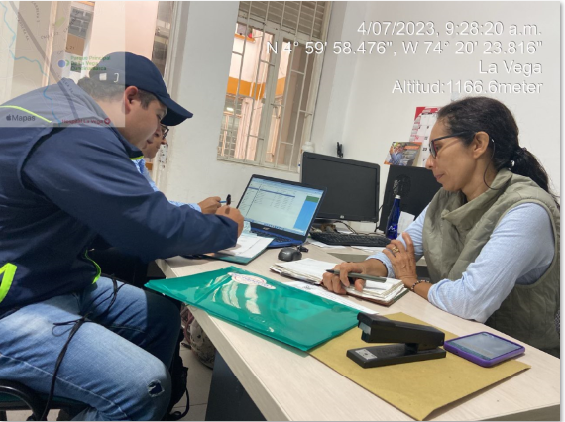 4/07/2023, 9:28:20 a.m.
N 4° 59' 58.476", W 74° 20' 23.816"
La Vega
Altitud:1166.6meter
Mapas